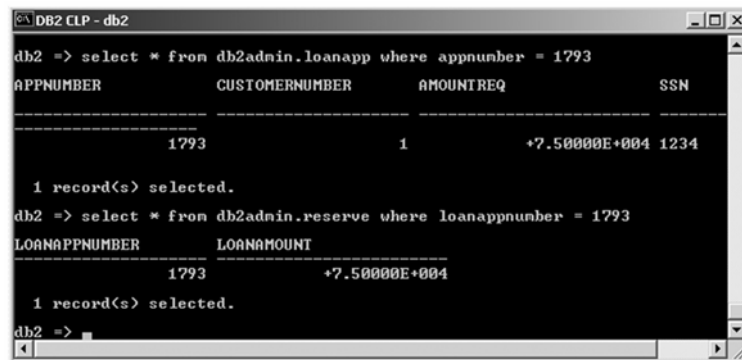 DB2 CLP - db2
db2 => select * from db2admin.loanapp where appnumber = 1793
APPNUMBER CUSTOMERNUMBER AMOUNTREQ SSN
-------------------- -------------------- ------------------------ -------
-------------------
1793 1 +7.50000E+004 1234
1 record(s) selected.
db2 => select * from db2admin.reserve where loanappnumber = 1793
LOANAPPNUMBER LOANAMOUNT
-------------------- ------------------------
1793 +7.50000E+004
1 record(s) selected.
db2 =>